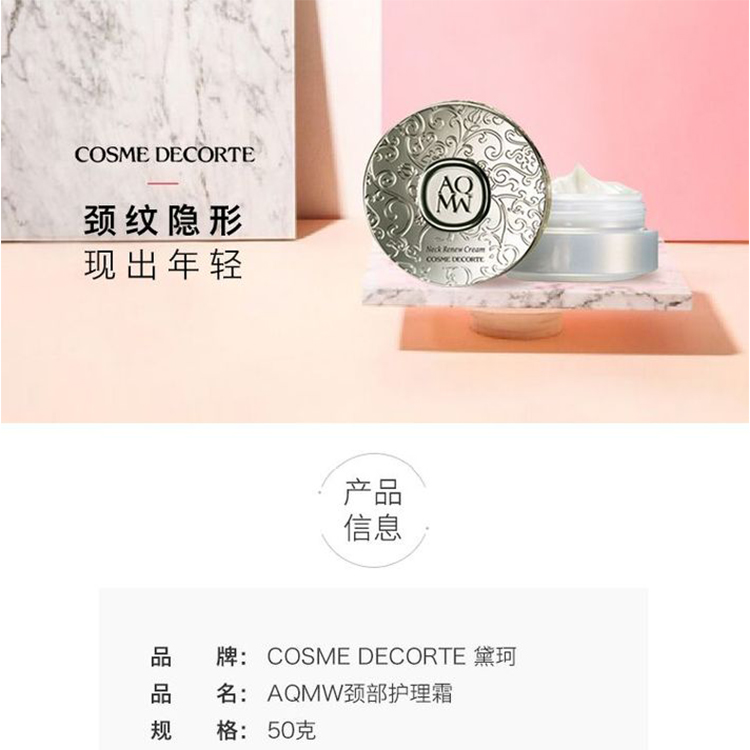 COSME DECORTE
颈纹隐形
现出年轻
AQ
MW
Neck Renew Cream
COSME DECORTE
产品
信息
品 牌: COSME DECORTE 黛珂
品 名: AQMW颈部护理霜
规 格: 50克